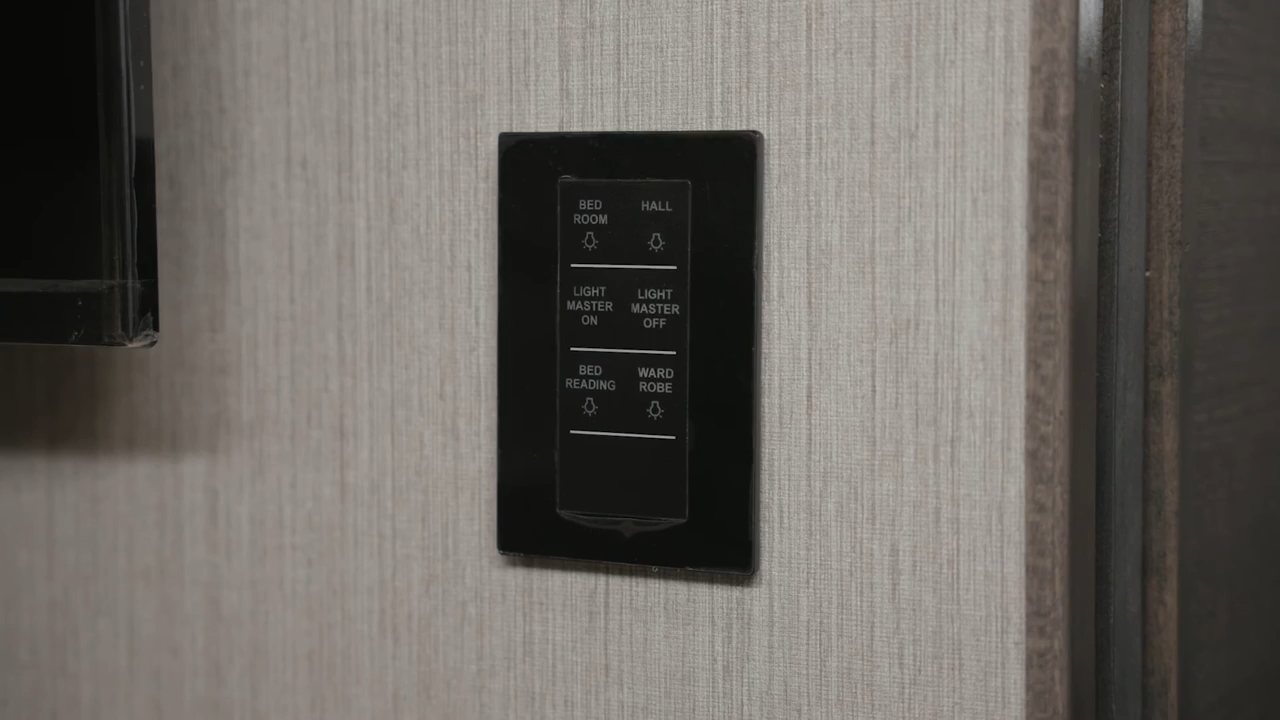 BED
ROOM
HALL
LIGHT
MASTER
ON
LIGHT
MASTER
OFF
BED
READING
WARD
ROBE